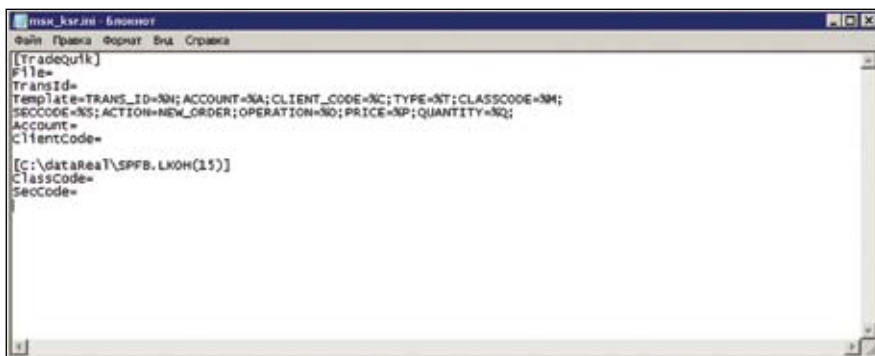 msx_ksr.ini - Блокнот
Файл Правка Формат Вид Справка
[TradeQuik]
File=
TransId=
Template=TRANS_ID=%N;ACCOUNT=%A;CLIENT_CODE=%C;TYPE=%T;CLASSCODE=%M;
SECCODE=%S;ACTION=NEW_ORDER;OPERATION=%O;PRICE=%P;QUANTITY=%Q;
Account=
ClientCode=
[C:\dataReal\SPFB.LKOH(15)]
ClassCode=
SecCode=